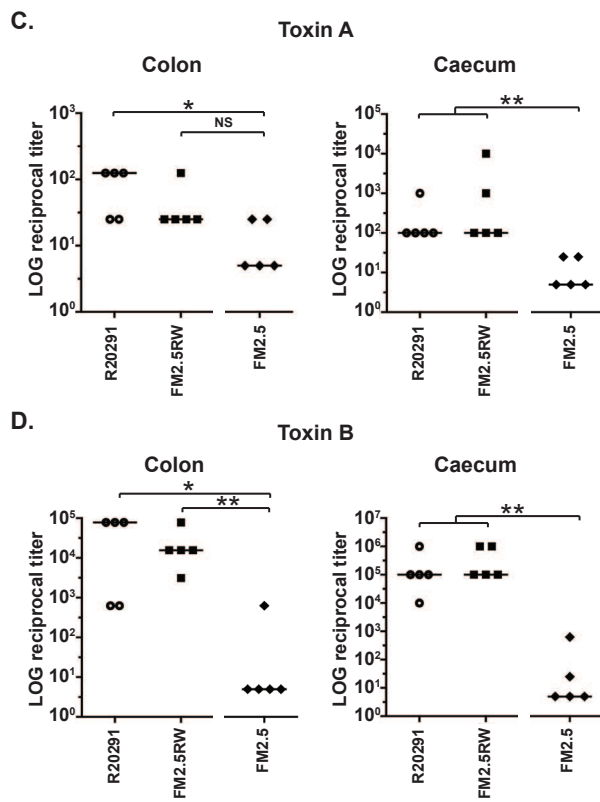 C.
Toxin A
Colon
Caecum
LOG reciprocal titer
10³
10²
10¹
10⁰
*
NS
R20291
FM2.5RW
FM2.5
LOG reciprocal titer
10⁵
10⁴
10³
10²
10¹
10⁰
**
R20291
FM2.5RW
FM2.5
D.
Toxin B
Colon
Caecum
LOG reciprocal titer
10⁵
10⁴
10³
10²
10¹
10⁰
*
**
R20291
FM2.5RW
FM2.5
LOG reciprocal titer
10⁷
10⁶
10⁵
10⁴
10³
10²
10¹
10⁰
**
R20291
FM2.5RW
FM2.5